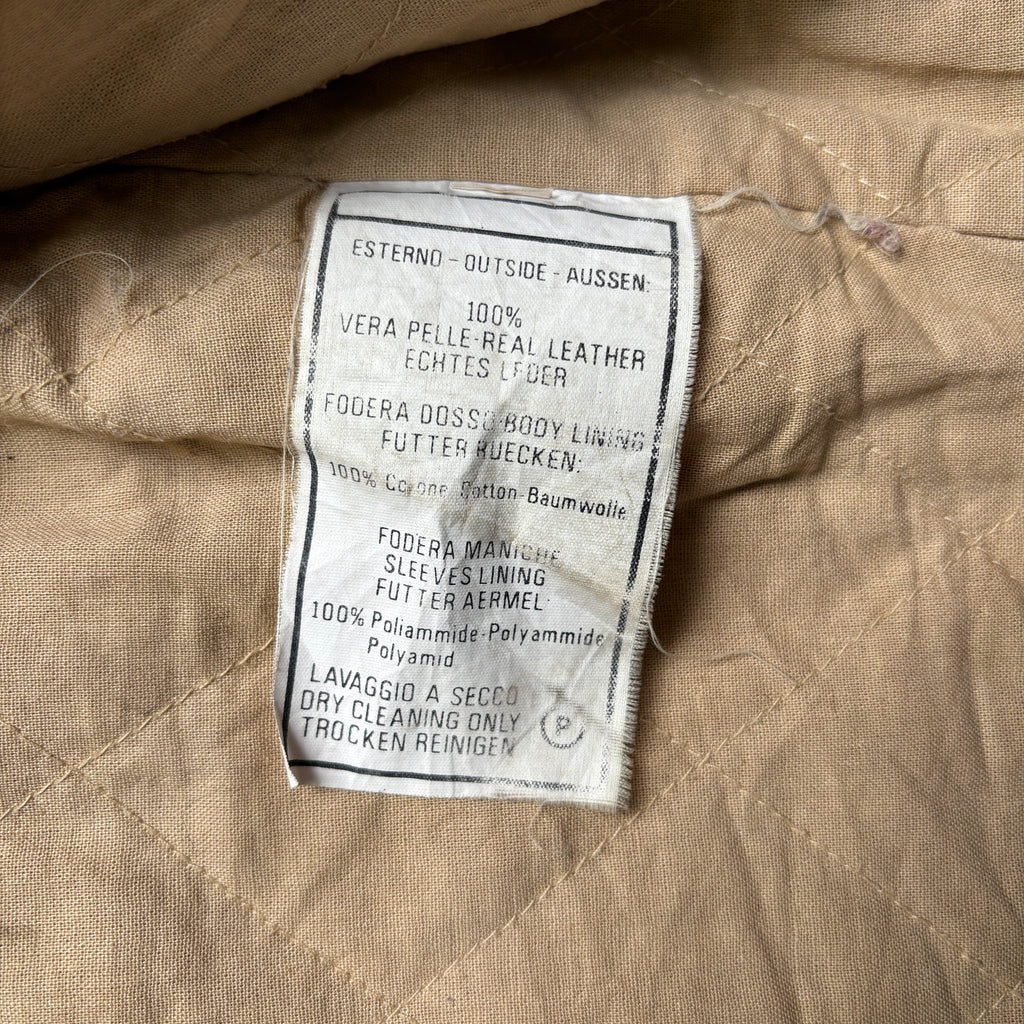 ESTERNO - OUTSIDE - AUSSEN:
100%
VERA PELLE-REAL LEATHER
ECHTES LEDER
FODERA DOSSO-BODY LINING
FUTTER RUECKEN:
100% Cotone Cotton-Baumwolle
FODERA MANICHE
SLEEVES LINING
FUTTER AERMEL:
100% Poliammide-Polyammide
Polyamid
LAVAGGIO A SECCO
DRY CLEANING ONLY
TROCKEN REINIGEN
P